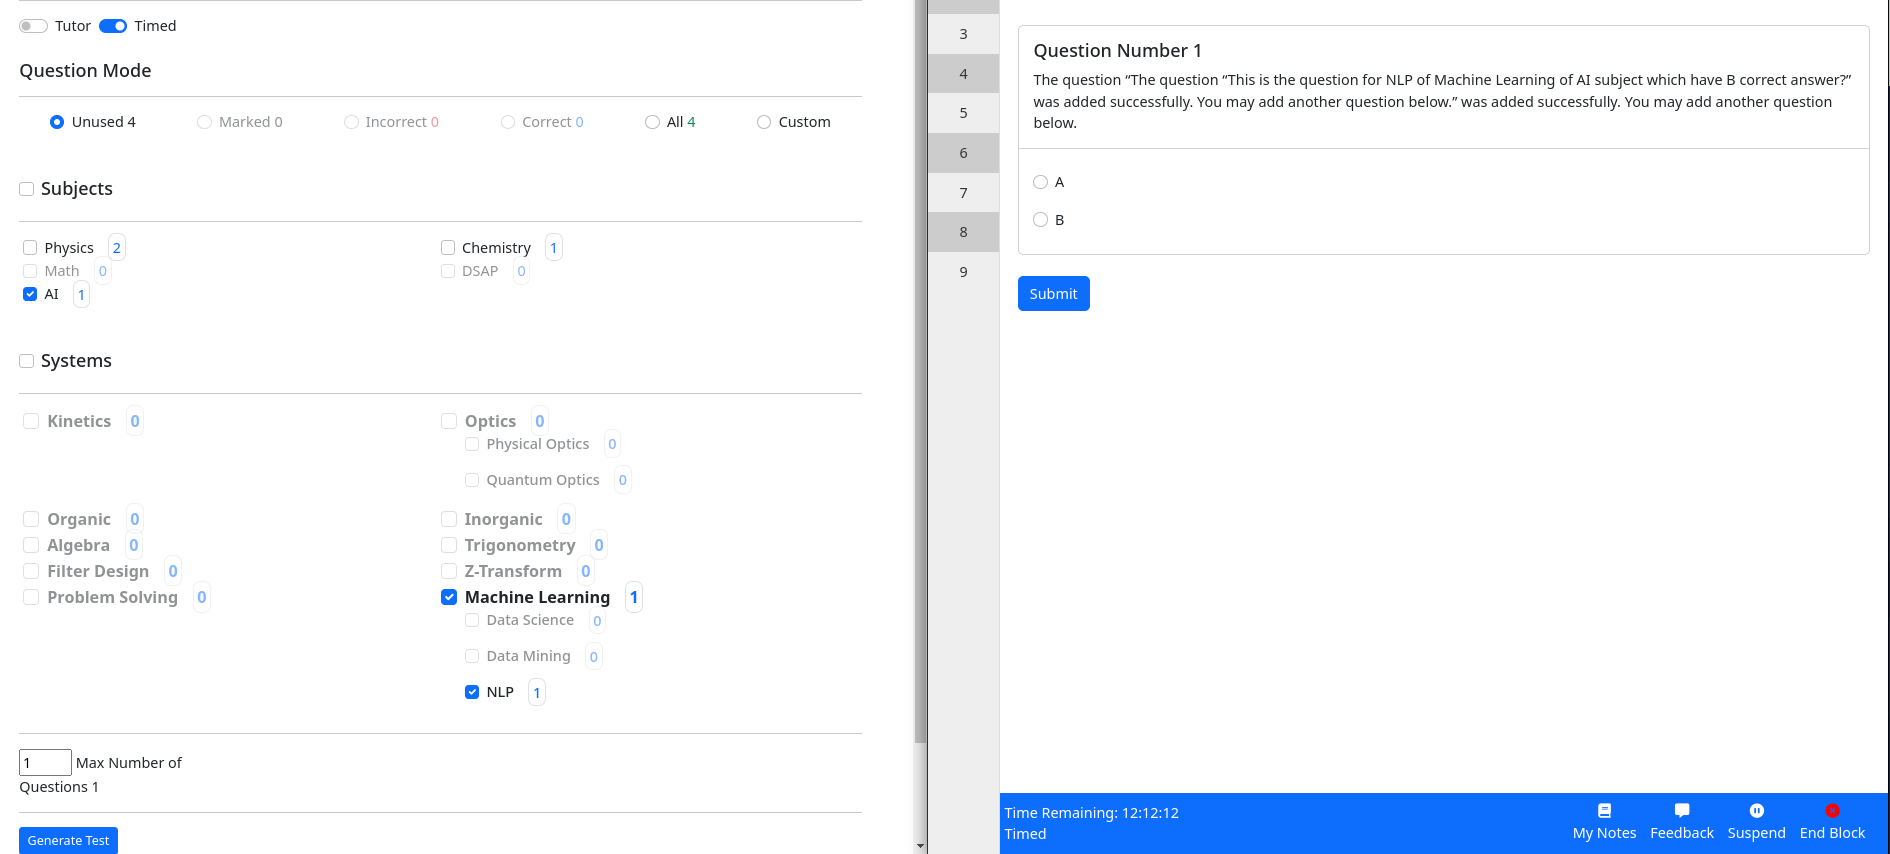 Tutor Timed
Question Mode
Unused 4 Marked 0 Incorrect 0 Correct 0 All 4 Custom
Subjects
Physics 2 Chemistry 1
Math 0 DSAP 0
AI 1
Systems
Kinetics 0 Optics 0
Physical Optics 0
Quantum Optics 0
Organic 0 Inorganic 0
Algebra 0 Trigonometry 0
Filter Design 0 Z-Transform 0
Problem Solving 0 Machine Learning 1
Data Science 0
Data Mining 0
NLP 1
1 Max Number of
Questions 1
Generate Test
3
4
5
6
7
8
9
Question Number 1
The question “The question “This is the question for NLP of Machine Learning of AI subject which have B correct answer?”
was added successfully. You may add another question below.” was added successfully. You may add another question
below.
A
B
Submit
Time Remaining: 12:12:12
Timed
My Notes Feedback Suspend End Block